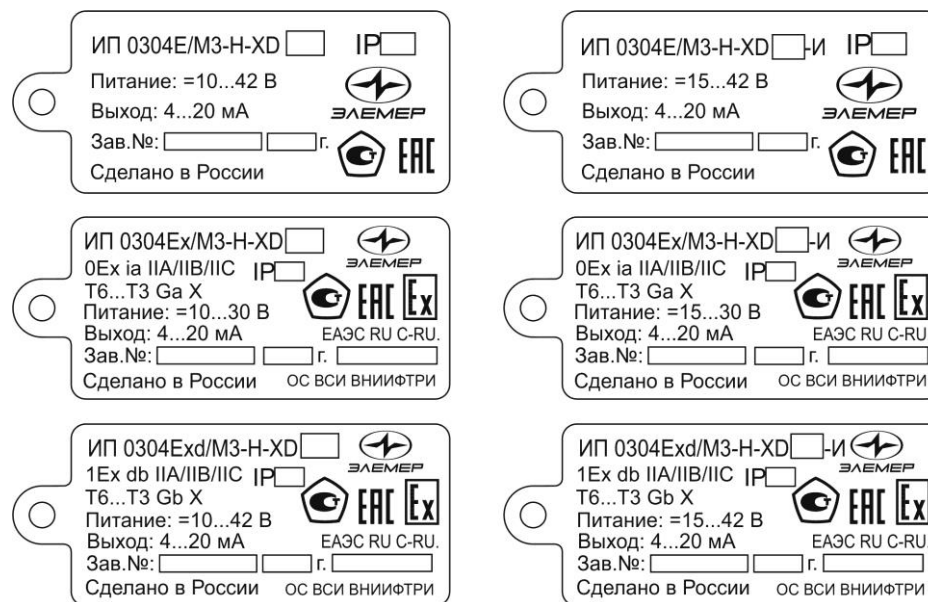 ИП 0304Е/М3-Н-XD IP
Питание: =10...42 В
ЭЛЕМЕР
Выход: 4...20 мА
Зав.№: г.
ЕАС
Сделано в России
ИП 0304Е/М3-Н-XD -И IP
Питание: =15...42 В
ЭЛЕМЕР
Выход: 4...20 мА
Зав.№: г.
ЕАС
Сделано в России
ИП 0304Ex/М3-Н-XD
ЭЛЕМЕР
0Ex ia IIA/IIB/IIC IP
T6...T3 Ga X
ЕАС Ex
Питание: =10...30 В
Выход: 4...20 мА ЕАЭС RU C-RU.
Зав.№: г.
Сделано в России ОС ВСИ ВНИИФТРИ
ИП 0304Ex/М3-Н-XD -И
ЭЛЕМЕР
0Ex ia IIA/IIB/IIC IP
T6...T3 Ga X
ЕАС Ex
Питание: =15...30 В
Выход: 4...20 мА ЕАЭС RU C-RU.
Зав.№: г.
Сделано в России ОС ВСИ ВНИИФТРИ
ИП 0304Exd/М3-Н-XD
ЭЛЕМЕР
1Ex db IIA/IIB/IIC IP
T6...T3 Gb X
ЕАС Ex
Питание: =10...42 В
Выход: 4...20 мА ЕАЭС RU C-RU.
Зав.№: г.
Сделано в России ОС ВСИ ВНИИФТРИ
ИП 0304Exd/М3-Н-XD -И
ЭЛЕМЕР
1Ex db IIA/IIB/IIC IP
T6...T3 Gb X
ЕАС Ex
Питание: =15...42 В
Выход: 4...20 мА ЕАЭС RU C-RU.
Зав.№: г.
Сделано в России ОС ВСИ ВНИИФТРИ